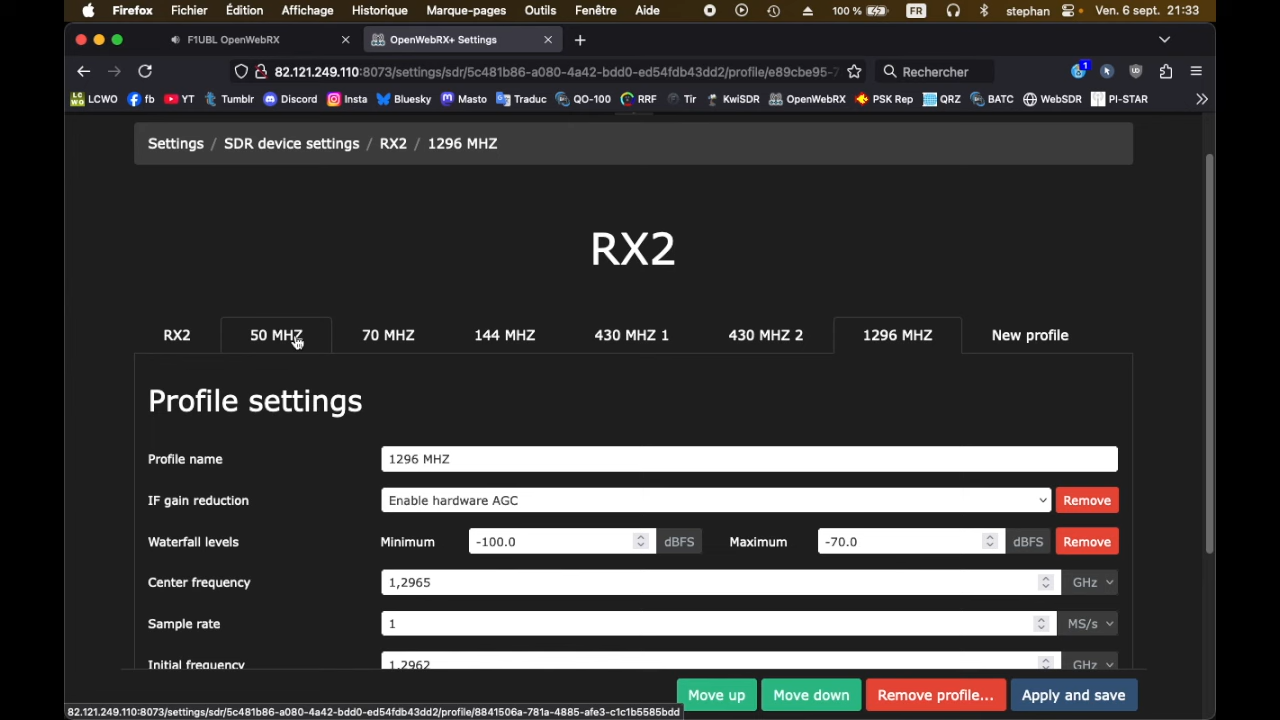 Firefox Fichier Édition Affichage Historique Marque-pages Outils Fenêtre Aide 100 % FR stephan Ven. 6 sept. 21:33
F1UBL OpenWebRX OpenWebRX+ Settings
82.121.249.110:8073/settings/sdr/5c481b86-a080-4a42-bdd0-ed54fdb43dd2/profile/e89cbe95-7 Rechercher 1
LCWO fb YT Tumblr Discord Insta Bluesky Masto Traduc QO-100 RRF Tir KwiSDR OpenWebRX PSK Rep QRZ BATC WebSDR PI-STAR
Settings / SDR device settings / RX2 / 1296 MHZ
RX2
RX2 50 MHZ 70 MHZ 144 MHZ 430 MHZ 1 430 MHZ 2 1296 MHZ New profile
Profile settings
Profile name 1296 MHZ
IF gain reduction Enable hardware AGC Remove
Waterfall levels Minimum -100.0 dBFS Maximum -70.0 dBFS Remove
Center frequency 1,2965 GHz
Sample rate 1 MS/s
Initial frequency 1,2962 GHz
Move up Move down Remove profile... Apply and save
82.121.249.110:8073/settings/sdr/5c481b86-a080-4a42-bdd0-ed54fdb43dd2/profile/8841506a-781a-4885-afe3-c1c1b5585bdd